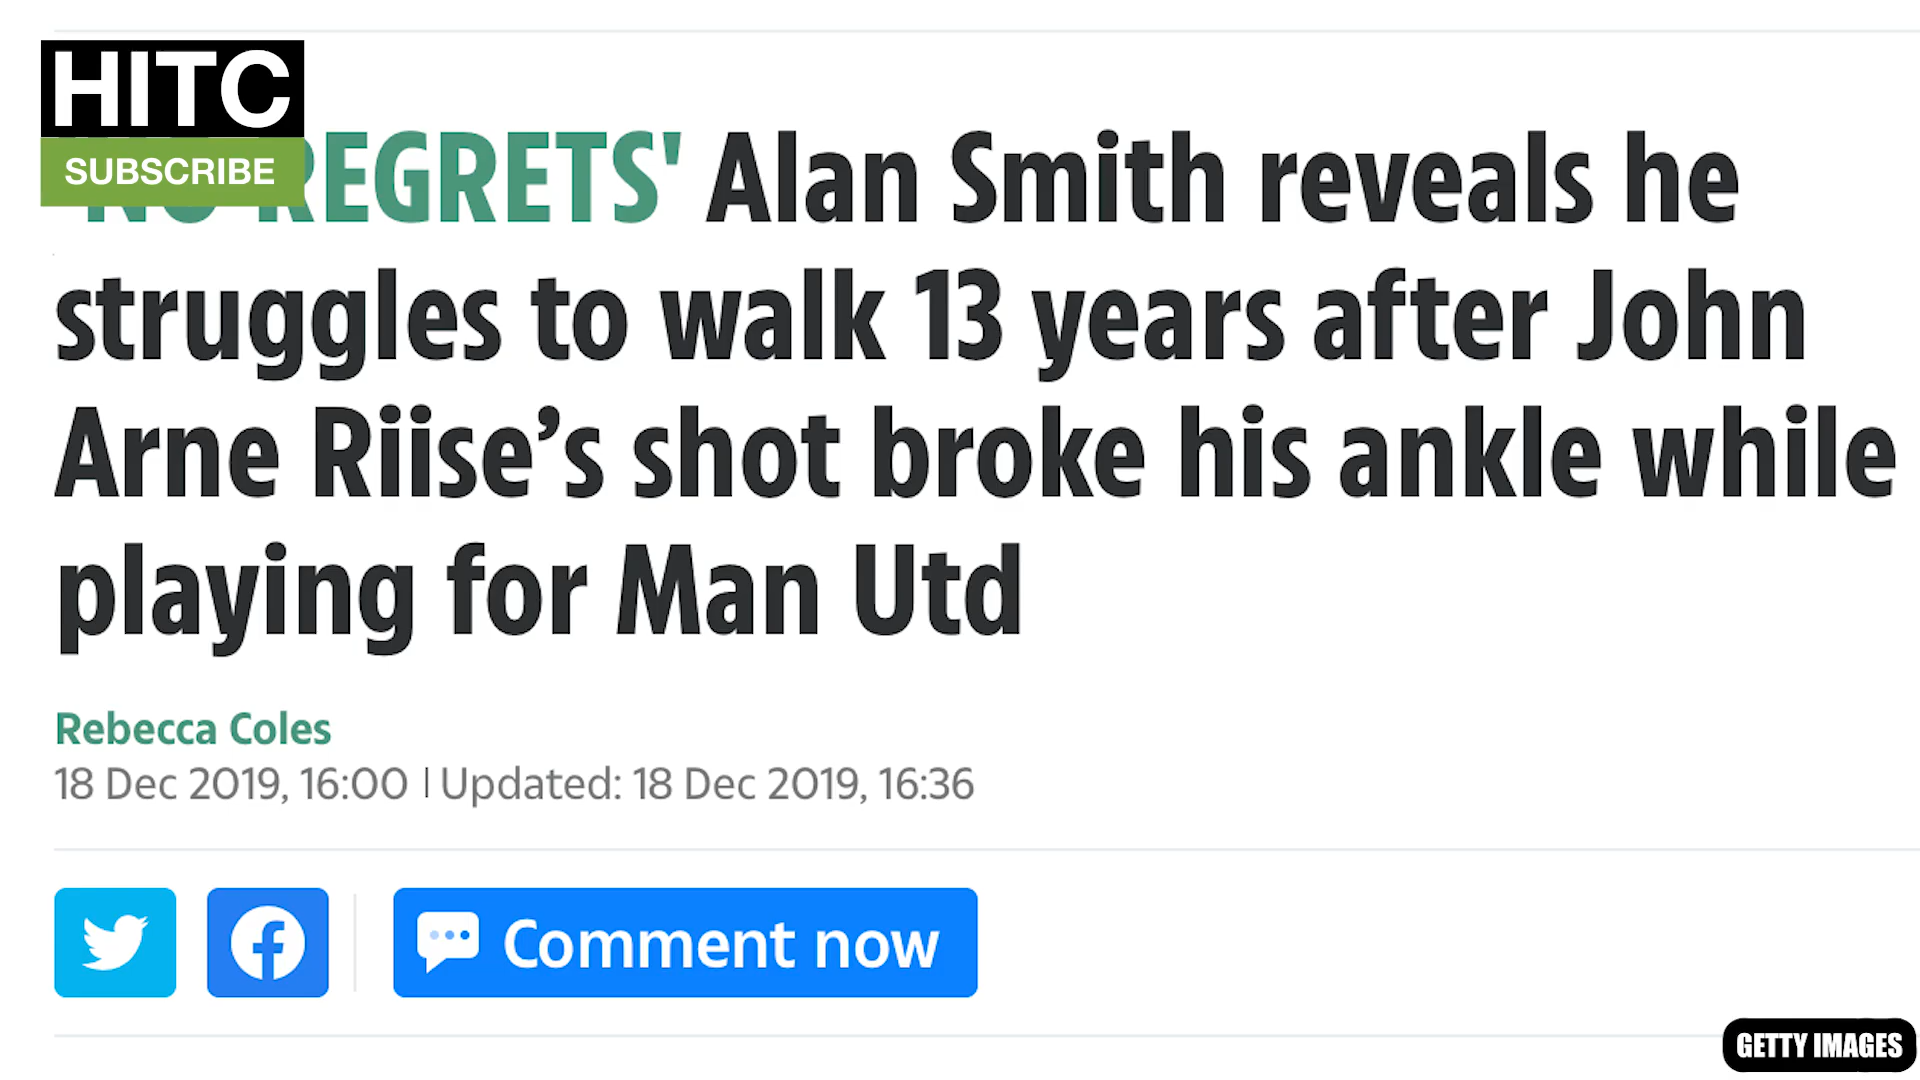 HITC
SUBSCRIBE
REGRETS' Alan Smith reveals he
struggles to walk 13 years after John
Arne Riise’s shot broke his ankle while
playing for Man Utd
Rebecca Coles
18 Dec 2019, 16:00 | Updated: 18 Dec 2019, 16:36
Comment now
GETTY IMAGES